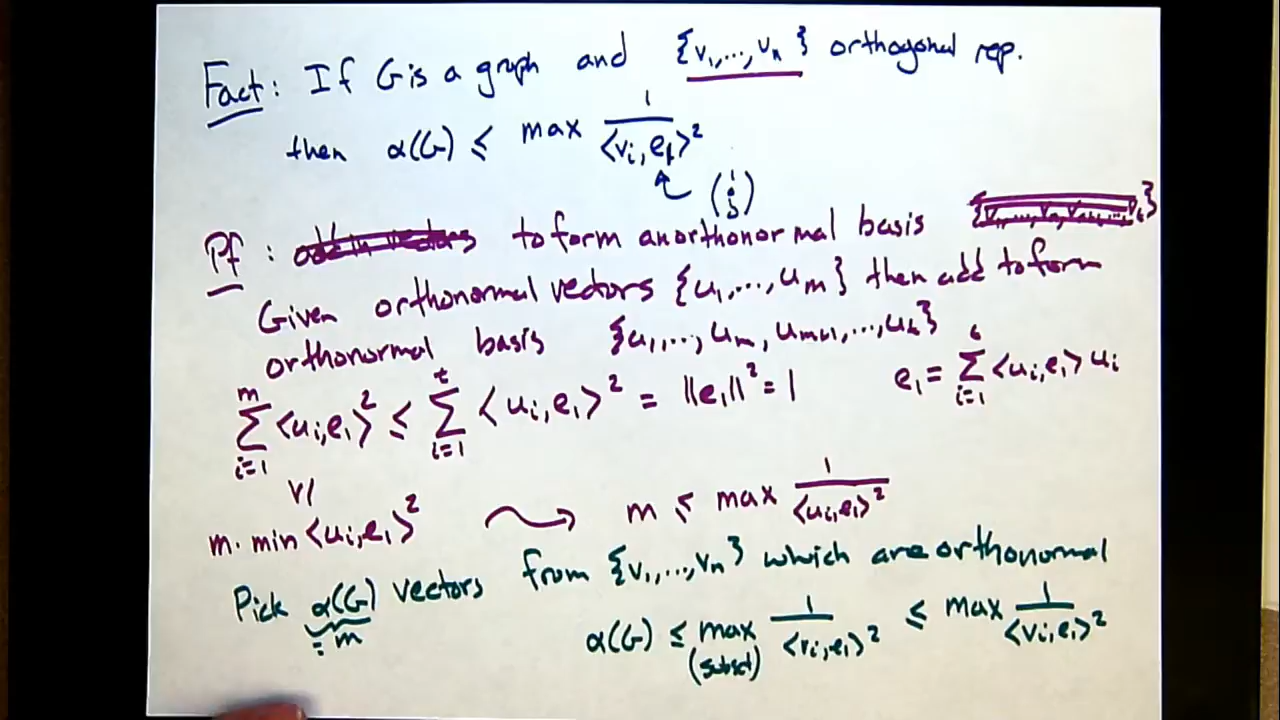 Fact: If G is a graph and {v₁,...,vₙ} orthogonal rep.
then α(G) ≤ max 1/⟨vᵢ,e₁⟩²
Pf: add in vectors to form an orthonormal basis
Given orthonormal vectors {u₁,...,uₘ} then add to form
orthonormal basis {u₁,...,uₘ,uₘ₊₁,...,uₜ}
∑ᵢ₌₁ᵐ ⟨uᵢ,e₁⟩² ≤ ∑ᵢ₌₁ᵗ ⟨uᵢ,e₁⟩² = ‖e₁‖² = 1 e₁ = ∑ᵢ₌₁ᵗ ⟨uᵢ,e₁⟩uᵢ
∨/
m·min⟨uᵢ,e₁⟩² ⤳ m ≤ max 1/⟨uᵢ,e₁⟩²
Pick α(G) vectors from {v₁,...,vₙ} which are orthonormal
= m
α(G) ≤ max (subset) 1/⟨vᵢ,e₁⟩² ≤ max 1/⟨vᵢ,e₁⟩²